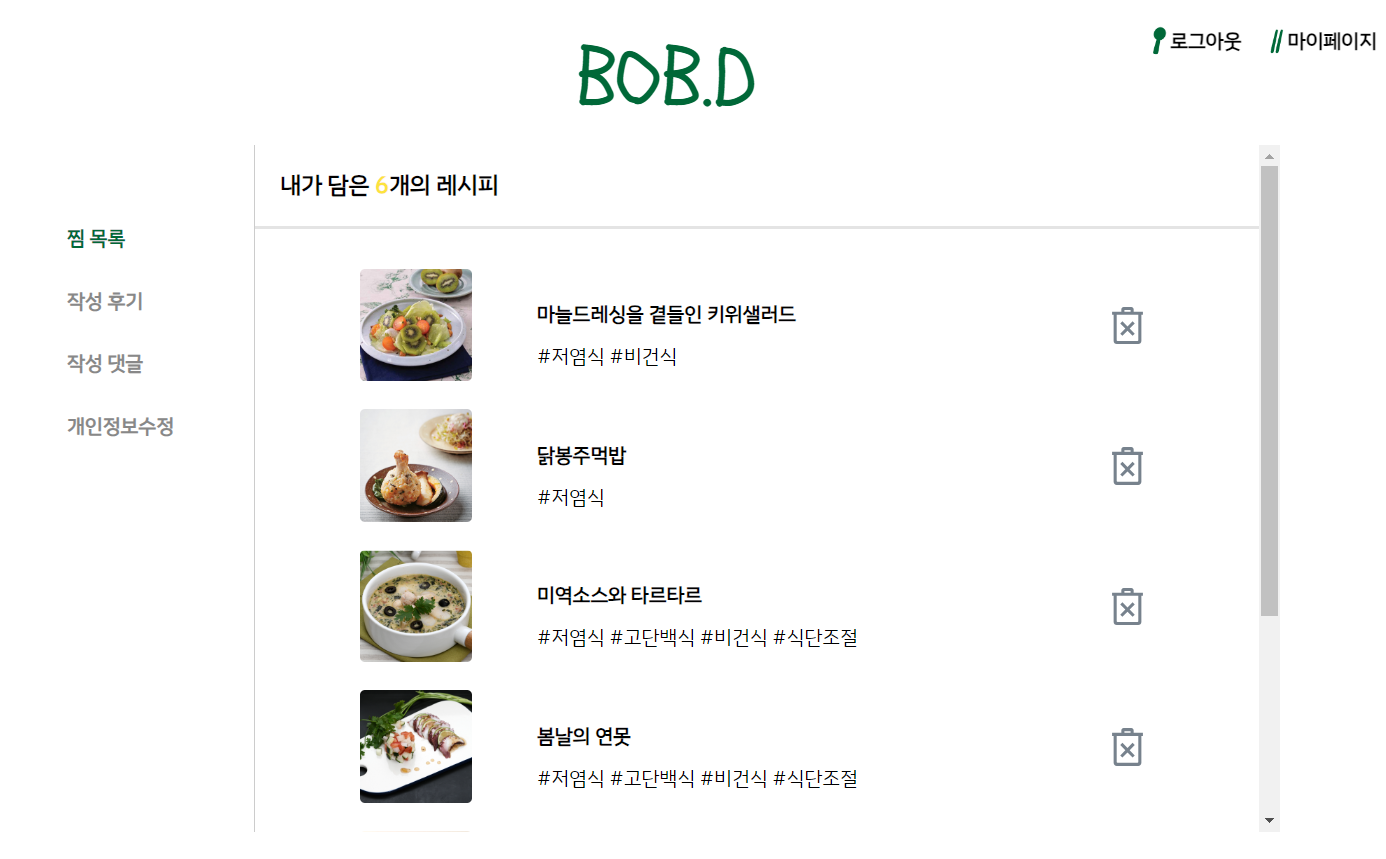 로그아웃 마이페이지
BOB.D
내가 담은 6개의 레시피
찜 목록
작성 후기
작성 댓글
개인정보수정
마늘드레싱을 곁들인 키위샐러드
#저염식 #비건식
닭봉주먹밥
#저염식
미역소스와 타르타르
#저염식 #고단백식 #비건식 #식단조절
봄날의 연못
#저염식 #고단백식 #비건식 #식단조절